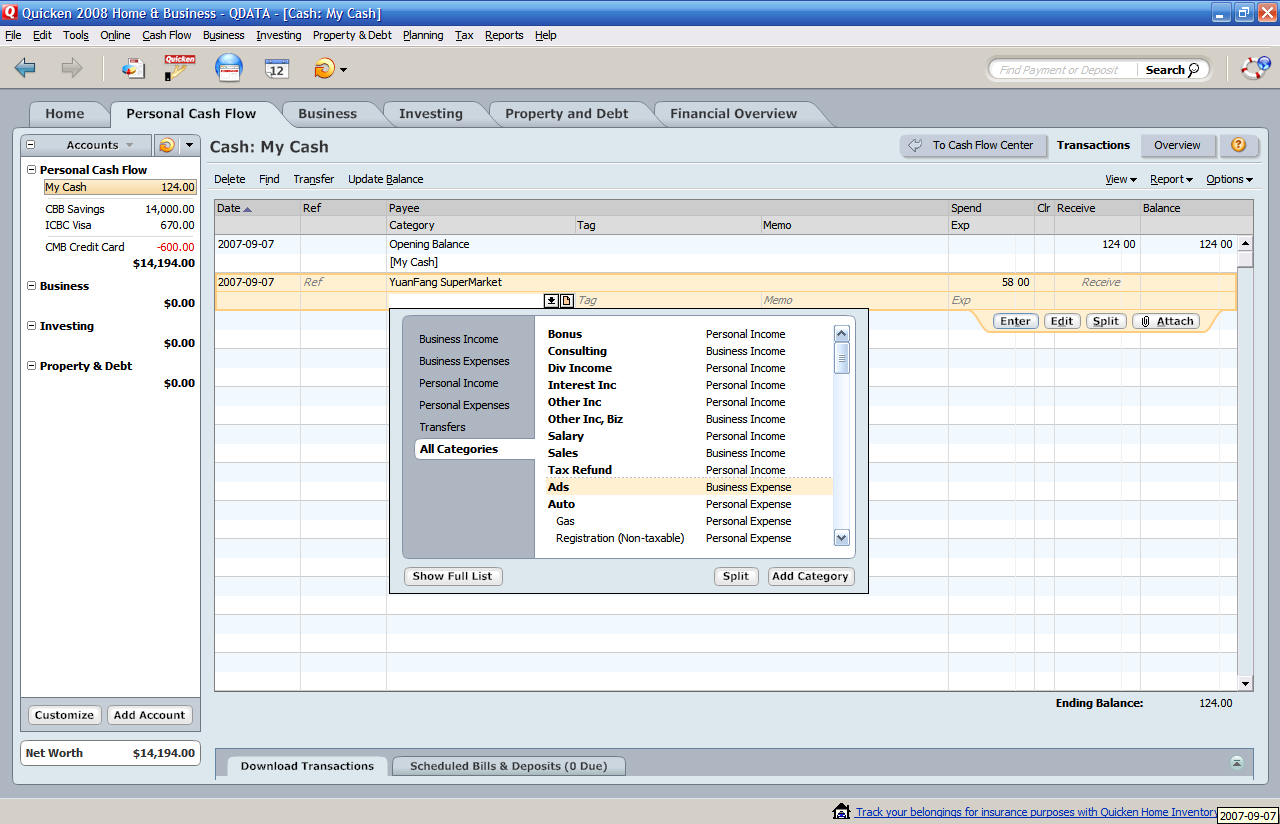 Quicken 2008 Home & Business - QDATA - [Cash: My Cash]
File Edit Tools Online Cash Flow Business Investing Property & Debt Planning Tax Reports Help
Quicken
12
Find Payment or Deposit Search
Home Personal Cash Flow Business Investing Property and Debt Financial Overview
Accounts
Personal Cash Flow
My Cash 124.00
CBB Savings 14,000.00
ICBC Visa 670.00
CMB Credit Card -600.00
$14,194.00
Business
$0.00
Investing
$0.00
Property & Debt
$0.00
Customize Add Account
Net Worth $14,194.00
Cash: My Cash
To Cash Flow Center Transactions Overview ?
Delete Find Transfer Update Balance View Report Options
Date Ref Payee Spend Clr Receive Balance
Category Tag Memo Exp
2007-09-07 Opening Balance 124 00 124 00
[My Cash]
2007-09-07 Ref YuanFang SuperMarket 58 00 Receive
Tag Memo Exp
Enter Edit Split Attach
Business Income
Business Expenses
Personal Income
Personal Expenses
Transfers
All Categories
Bonus Personal Income
Consulting Business Income
Div Income Personal Income
Interest Inc Personal Income
Other Inc Personal Income
Other Inc, Biz Business Income
Salary Personal Income
Sales Business Income
Tax Refund Personal Income
Ads Business Expense
Auto Personal Expense
Gas Personal Expense
Registration (Non-taxable) Personal Expense
Show Full List Split Add Category
Ending Balance: 124.00
Download Transactions Scheduled Bills & Deposits (0 Due)
Track your belongings for insurance purposes with Quicken Home Inventory
2007-09-07